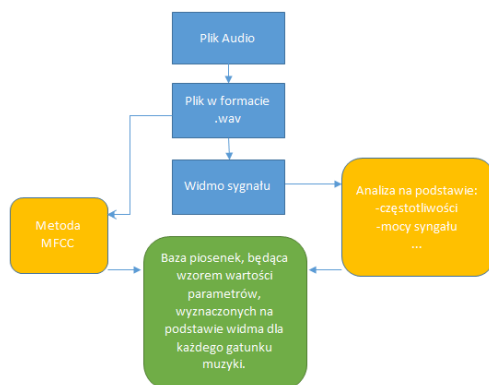 Plik Audio
Plik w formacie
.wav
Widmo sygnału
Analiza na podstawie:
-częstotliwości
-mocy syngału
...
Metoda
MFCC
Baza piosenek, będąca
wzorem wartości
parametrów,
wyznaczonych na
podstawie widma dla
każdego gatunku
muzyki.